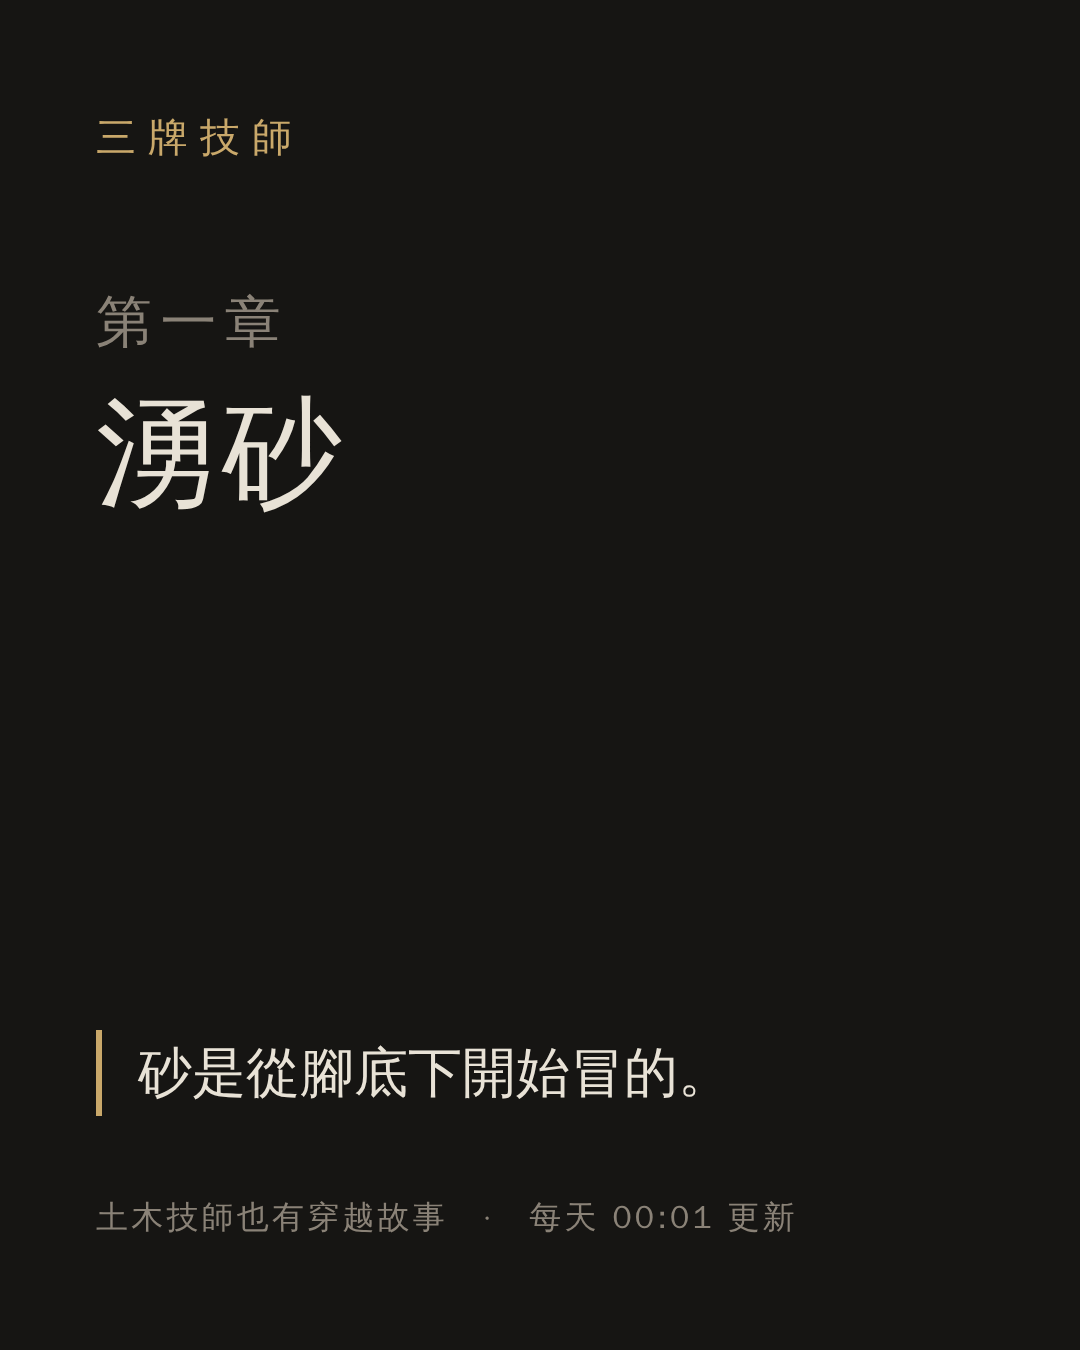 三牌技師
第一章
湧砂
砂是從腳底下開始冒的。
土木技師也有穿越故事 · 每天 00:01 更新